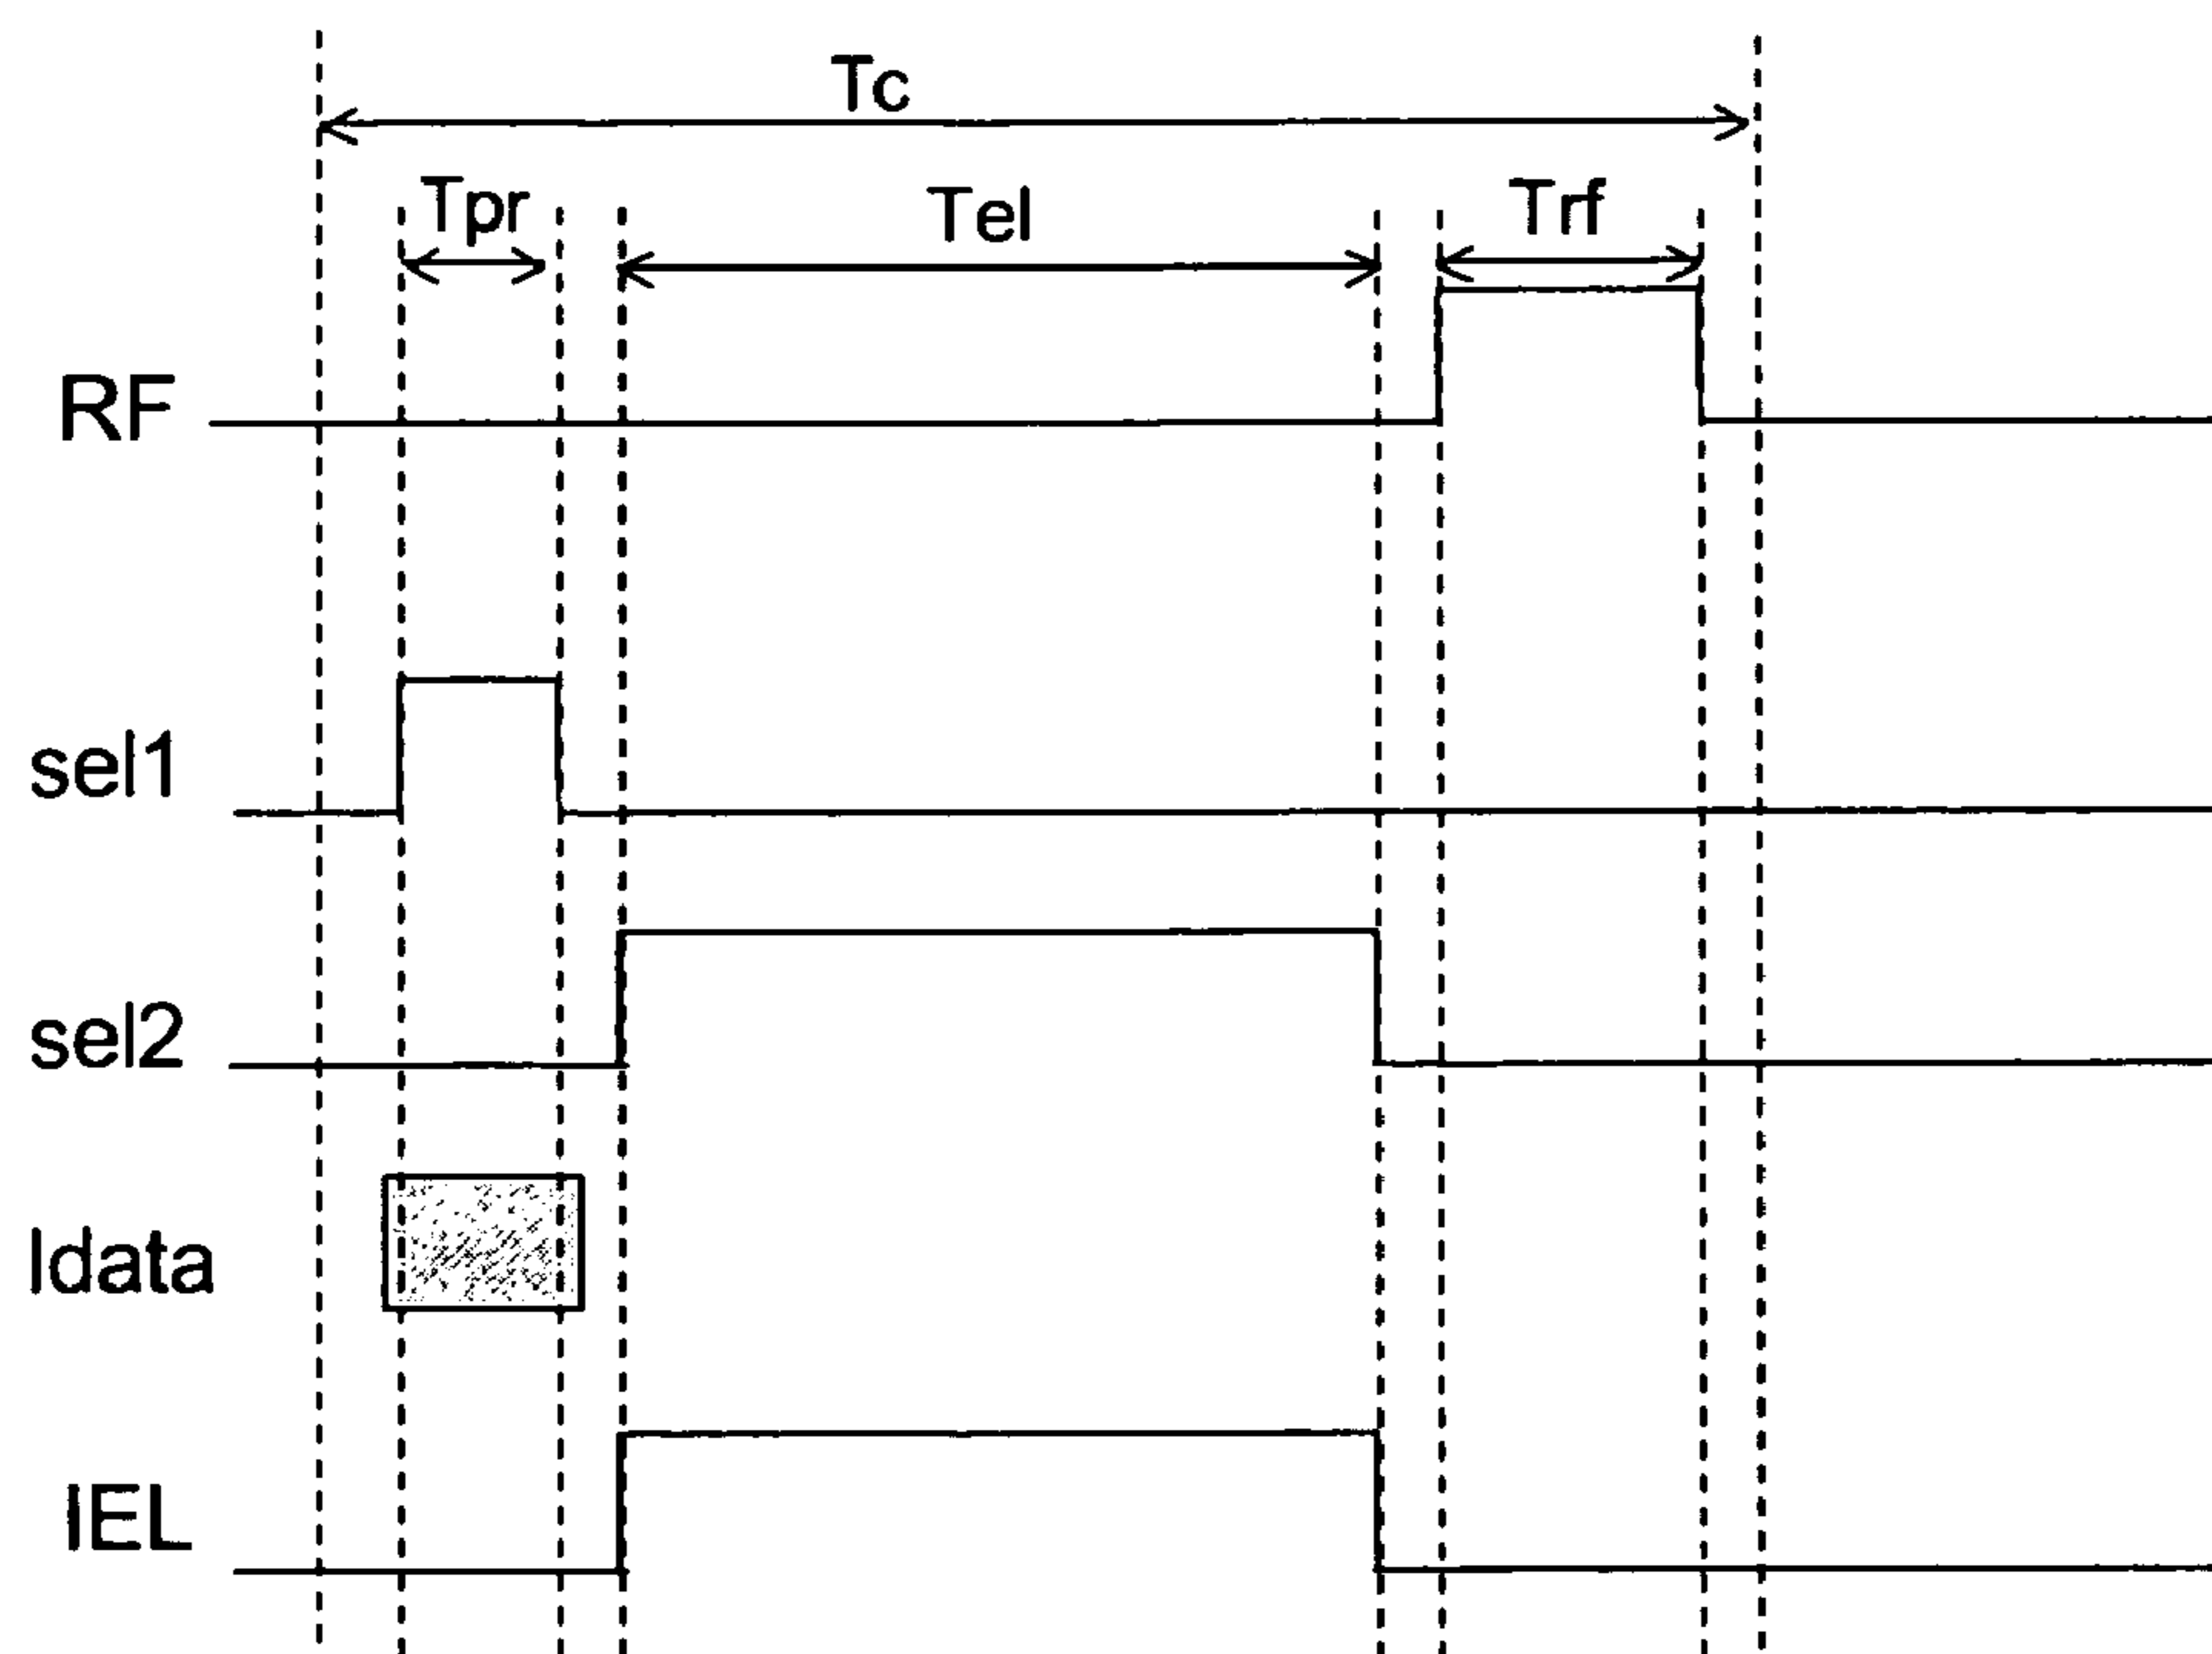 Tc
Tpr
Tel
Trf
RF
sel1
sel2
Idata
IEL